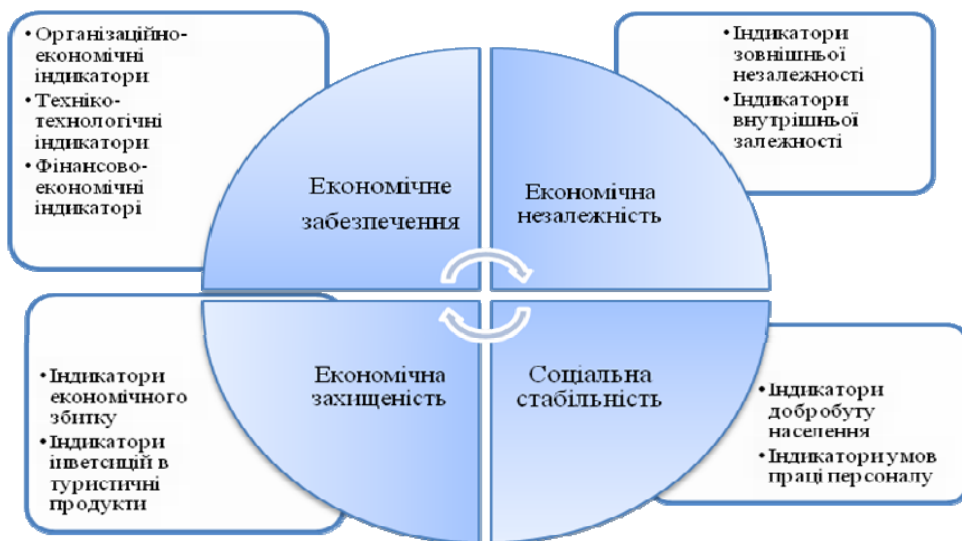 • Організаційно-
економічні
індикатори
• Техніко-
технологічні
індикатори
• Фінансово-
економічні
індикаторі
• Індикатори
зовнішньої
незалежності
• Індикатори
внутрішньої
залежності
Економічне
забезпечення
Економічна
незалежність
Економічна
захищеність
Соціальна
стабільність
• Індикатори
економічного
збитку
• Індикатори
інветсицій в
туристичні
продукти
• Індикатори
добробуту
населення
• Індикатори умов
праці персоналу